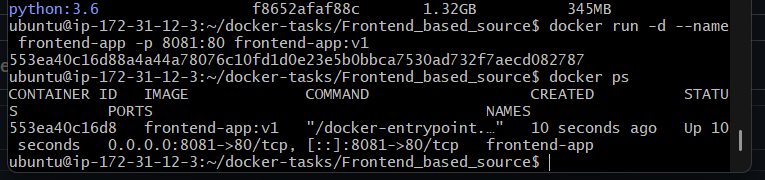 python:3.6 f8652afaf88c 1.32GB 345MB
ubuntu@ip-172-31-12-3:~/docker-tasks/Frontend_based_source$ docker run -d --name
frontend-app -p 8081:80 frontend-app:v1
553ea40c16d88a4a44a78076c10fd1d0e23e5b0bbca7530ad732f7aecd082787
ubuntu@ip-172-31-12-3:~/docker-tasks/Frontend_based_source$ docker ps
CONTAINER ID IMAGE COMMAND CREATED STATU
S PORTS NAMES
553ea40c16d8 frontend-app:v1 "/docker-entrypoint.…" 10 seconds ago Up 10
seconds 0.0.0.0:8081->80/tcp, [::]:8081->80/tcp frontend-app
ubuntu@ip-172-31-12-3:~/docker-tasks/Frontend_based_source$